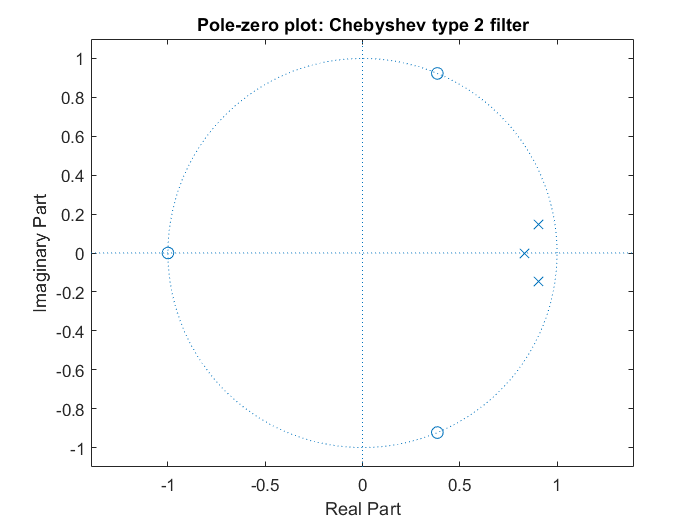 Pole-zero plot: Chebyshev type 2 filter
1
0.8
0.6
0.4
0.2
0
-0.2
-0.4
-0.6
-0.8
-1
Imaginary Part
-1 -0.5 0 0.5 1
Real Part